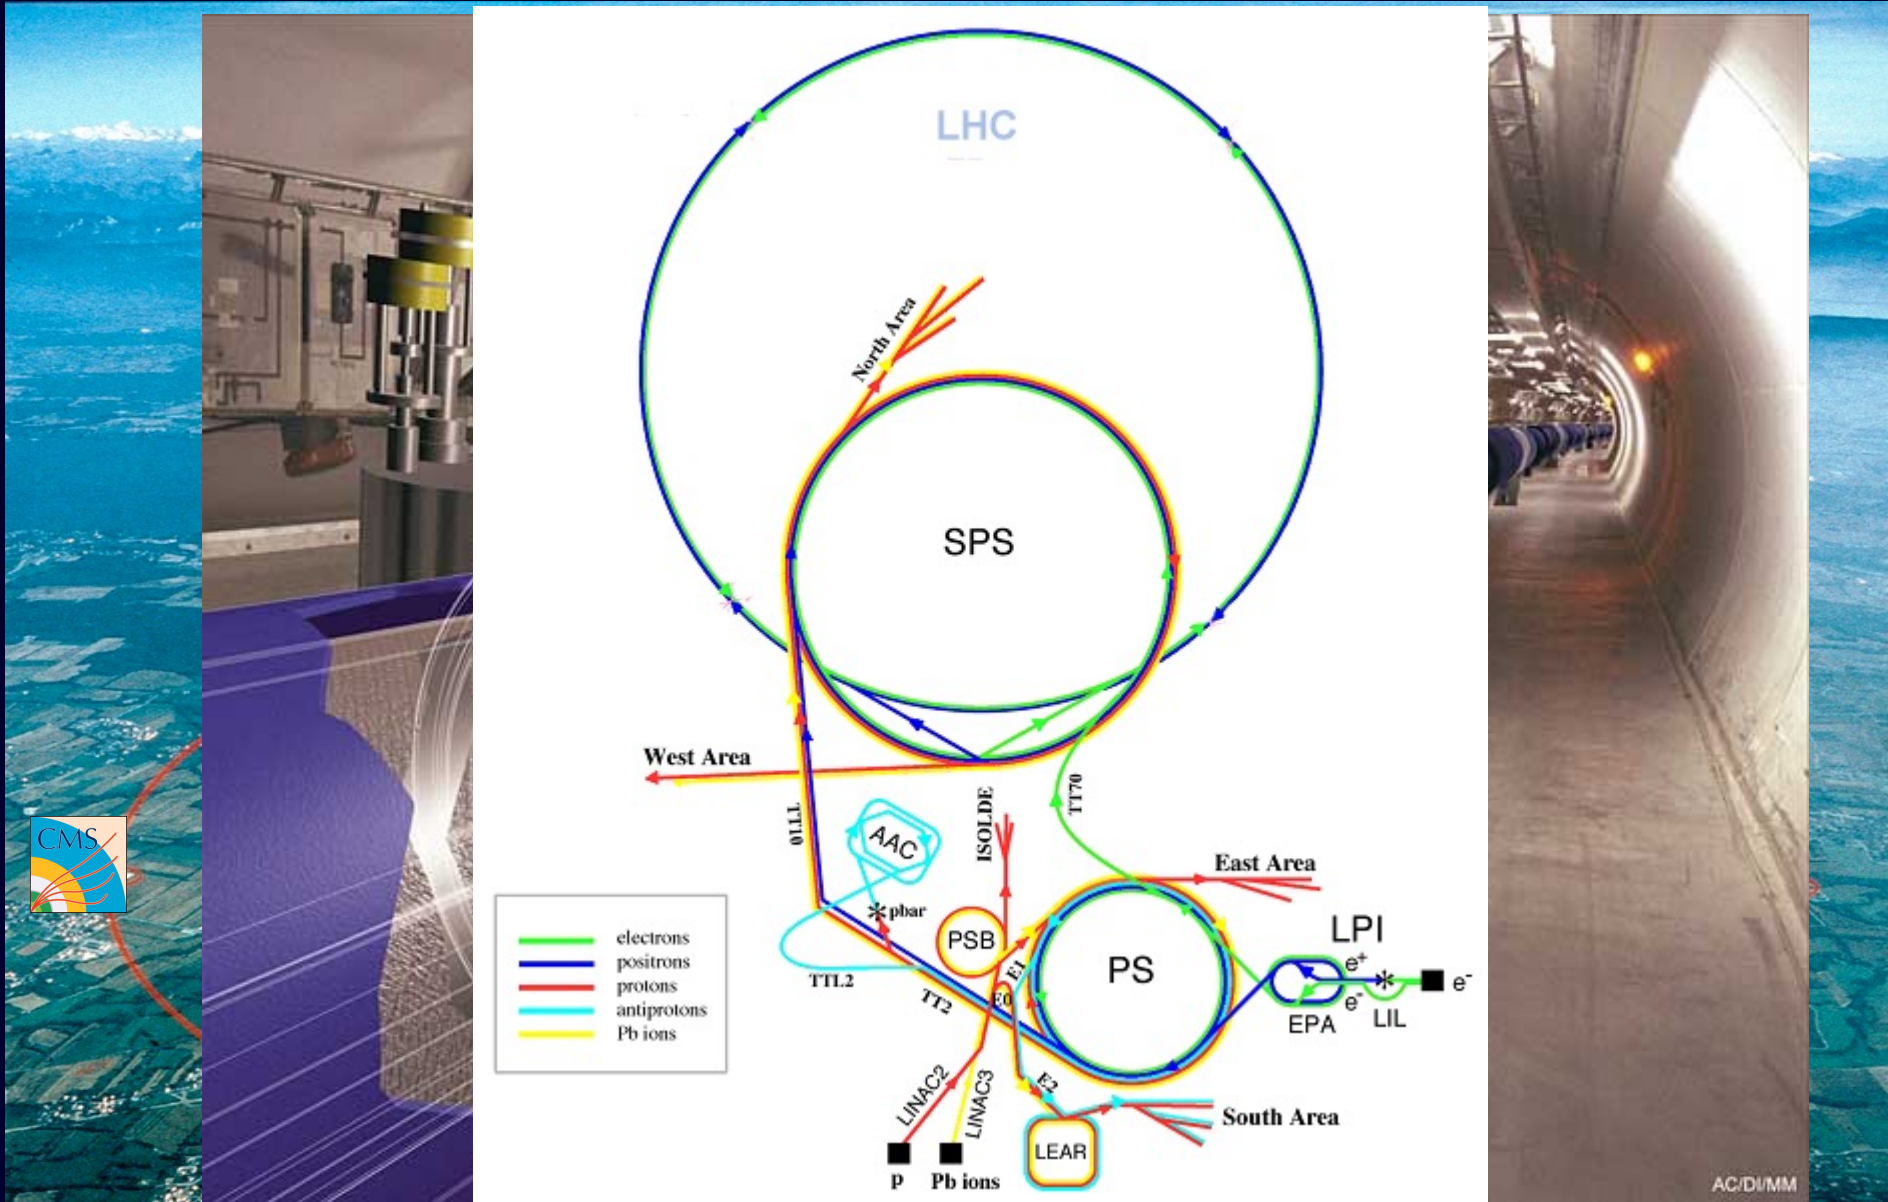 LHC
North Area
SPS
West Area
TT10
TT70
ISOLDE
AAC
East Area
CMS
pbar
PSB
PS
LPI
electrons
positrons
protons
antiprotons
Pb ions
TTL2
TT2
E1
E0
e+
e-
e-
EPA
LIL
LINAC2
LINAC3
E2
South Area
LEAR
p
Pb ions
AC/DI/MM